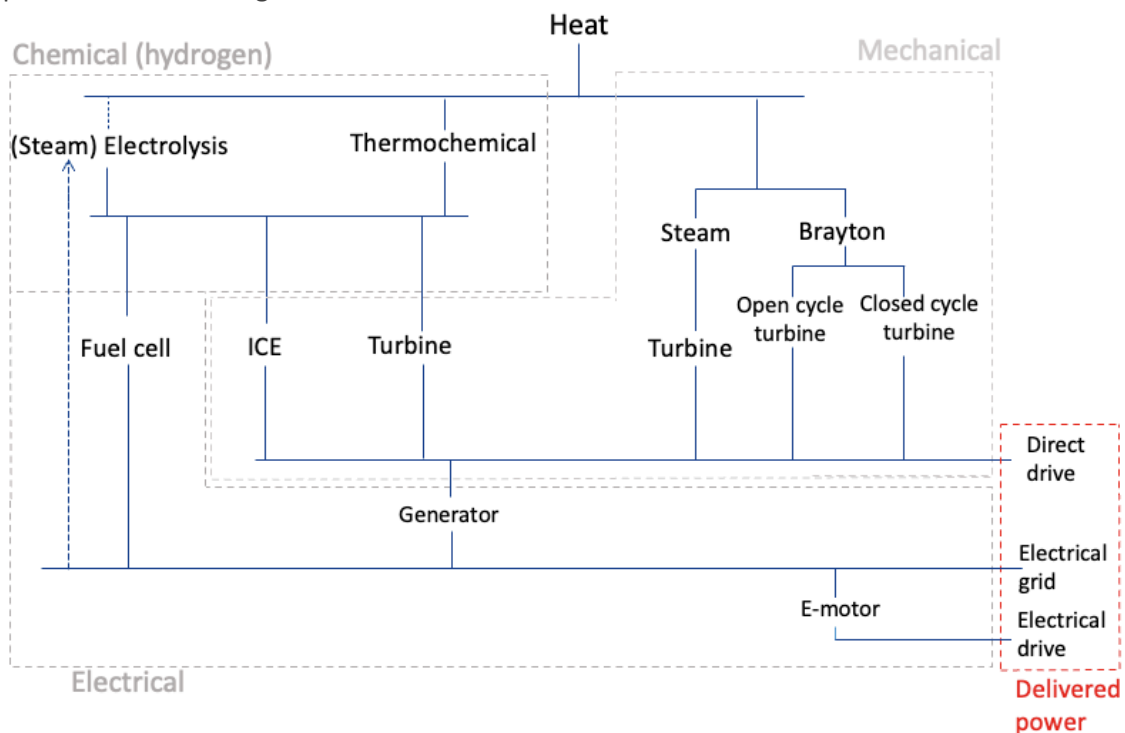 Heat
Chemical (hydrogen)
Mechanical
(Steam) Electrolysis
Thermochemical
Steam
Brayton
Open cycle
turbine
Closed cycle
turbine
Fuel cell
ICE
Turbine
Turbine
Direct
drive
Generator
Electrical
grid
E-motor
Electrical
drive
Electrical
Delivered
power